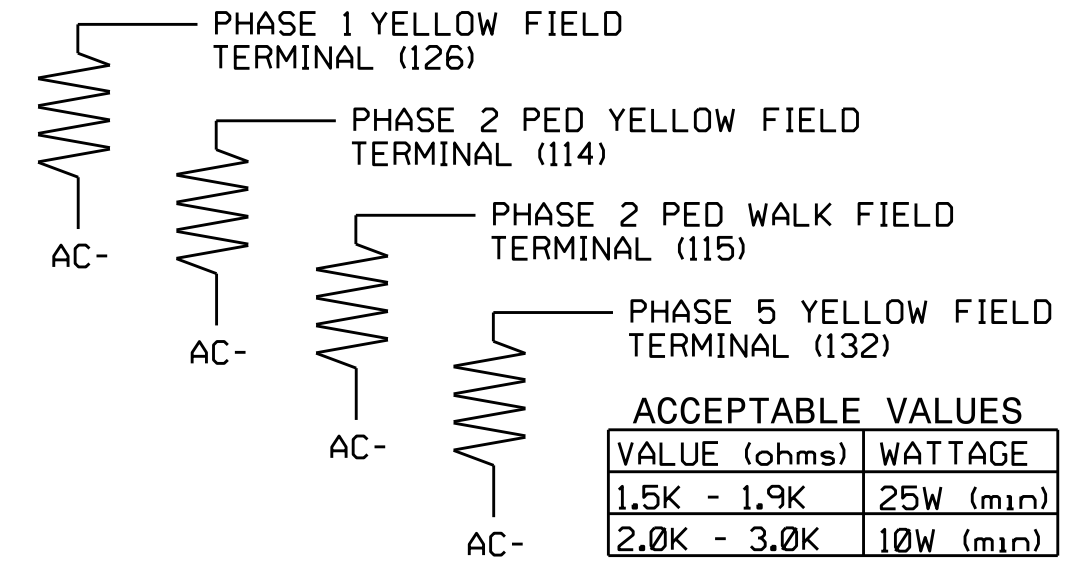 PHASE 1 YELLOW FIELD
TERMINAL (126)
AC-
PHASE 2 PED YELLOW FIELD
TERMINAL (114)
AC-
PHASE 2 PED WALK FIELD
TERMINAL (115)
AC-
PHASE 5 YELLOW FIELD
TERMINAL (132)
AC-
ACCEPTABLE VALUES
VALUE (ohms) WATTAGE
1.5K - 1.9K 25W (min)
2.0K - 3.0K 10W (min)